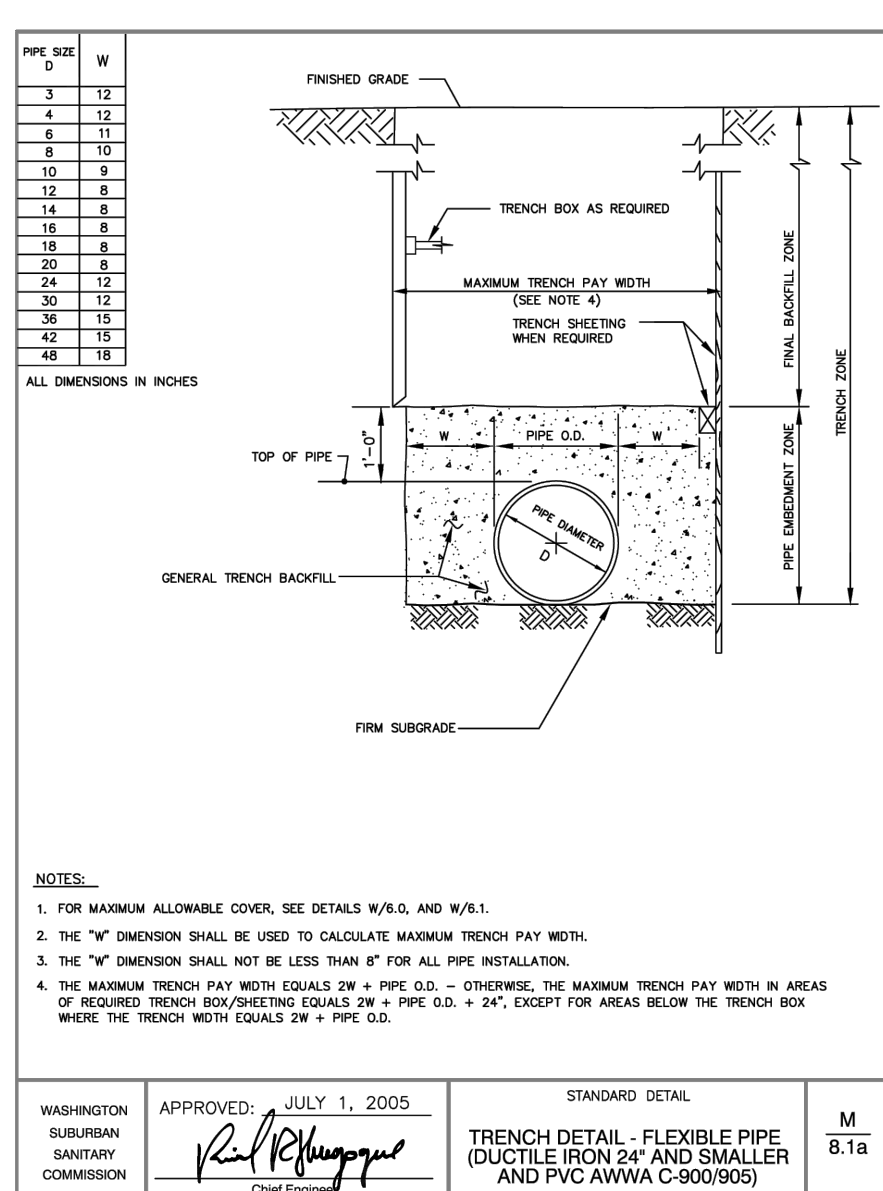 PIPE SIZE
D W
3 12
4 12
6 11
8 10
10 9
12 8
14 8
16 8
18 8
20 8
24 12
30 12
36 15
42 15
48 18
ALL DIMENSIONS IN INCHES
FINISHED GRADE
TRENCH BOX AS REQUIRED
MAXIMUM TRENCH PAY WIDTH
(SEE NOTE 4)
TRENCH SHEETING
WHEN REQUIRED
FINAL BACKFILL ZONE
TRENCH ZONE
W PIPE O.D. W
1'-0"
TOP OF PIPE
PIPE DIAMETER
D
PIPE EMBEDMENT ZONE
GENERAL TRENCH BACKFILL
FIRM SUBGRADE
NOTES:
1. FOR MAXIMUM ALLOWABLE COVER, SEE DETAILS W/6.0, AND W/6.1.
2. THE "W" DIMENSION SHALL BE USED TO CALCULATE MAXIMUM TRENCH PAY WIDTH.
3. THE "W" DIMENSION SHALL NOT BE LESS THAN 8" FOR ALL PIPE INSTALLATION.
4. THE MAXIMUM TRENCH PAY WIDTH EQUALS 2W + PIPE O.D. – OTHERWISE, THE MAXIMUM TRENCH PAY WIDTH IN AREAS
OF REQUIRED TRENCH BOX/SHEETING EQUALS 2W + PIPE O.D. + 24", EXCEPT FOR AREAS BELOW THE TRENCH BOX
WHERE THE TRENCH WIDTH EQUALS 2W + PIPE O.D.
WASHINGTON
SUBURBAN
SANITARY
COMMISSION
APPROVED: JULY 1, 2005
Chief Engineer
STANDARD DETAIL
TRENCH DETAIL - FLEXIBLE PIPE
(DUCTILE IRON 24" AND SMALLER
AND PVC AWWA C-900/905)
M
8.1a